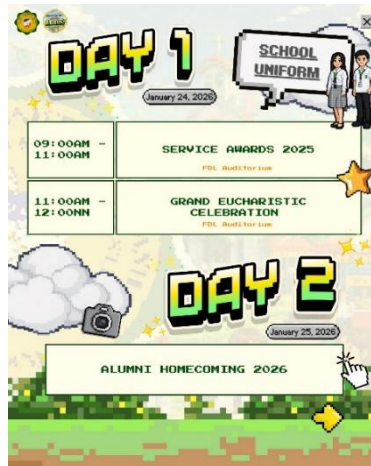 DAY 1
SCHOOL
UNIFORM
(January 24, 2026)
09:00AM -
11:00AM
SERVICE AWARDS 2025
FDL Auditorium
11:00AM -
12:00NN
GRAND EUCHARISTIC
CELEBRATION
FDL Auditorium
DAY 2
(January 25, 2026)
ALUMNI HOMECOMING 2026